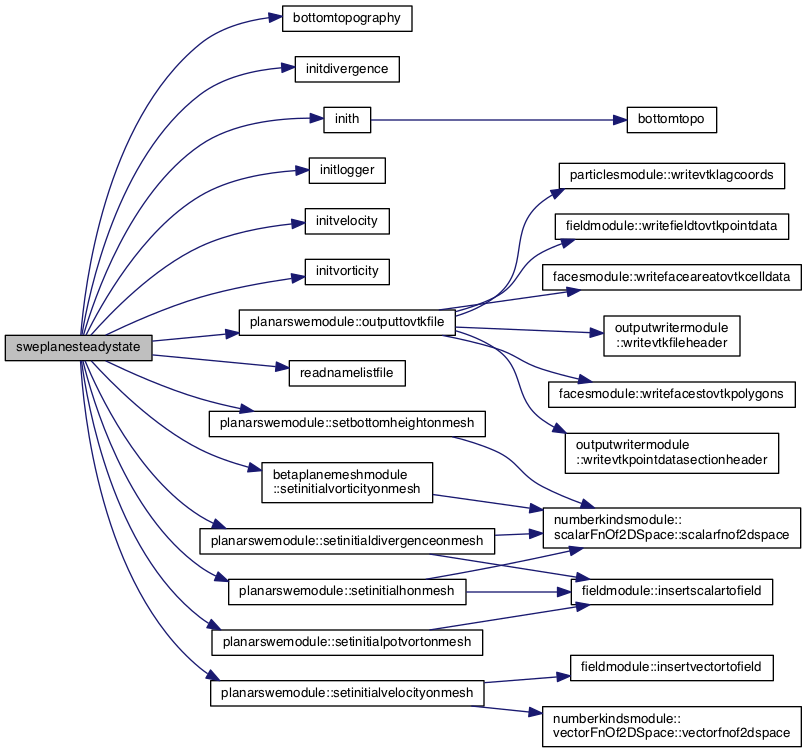 bottomtopography
initdivergence
inith
bottomtopo
initlogger
particlesmodule::writevtklagcoords
initvelocity
fieldmodule::writefieldtovtkpointdata
initvorticity
facesmodule::writefaceareatovtkcelldata
planarswemodule::outputtovtkfile
outputwritermodule
::writevtkfileheader
sweplanesteadystate
readnamelistfile
facesmodule::writefacestovtkpolygons
planarswemodule::setbottomheightonmesh
outputwritermodule
::writevtkpointdatasectionheader
betaplanemeshmodule
::setinitialvorticityonmesh
numberkindsmodule::
scalarFnOf2DSpace::scalarfnof2dspace
planarswemodule::setinitialdivergenceonmesh
planarswemodule::setinitialhonmesh
fieldmodule::insertscalartofield
planarswemodule::setinitialpotvortonmesh
fieldmodule::insertvectortofield
planarswemodule::setinitialvelocityonmesh
numberkindsmodule::
vectorFnOf2DSpace::vectorfnof2dspace